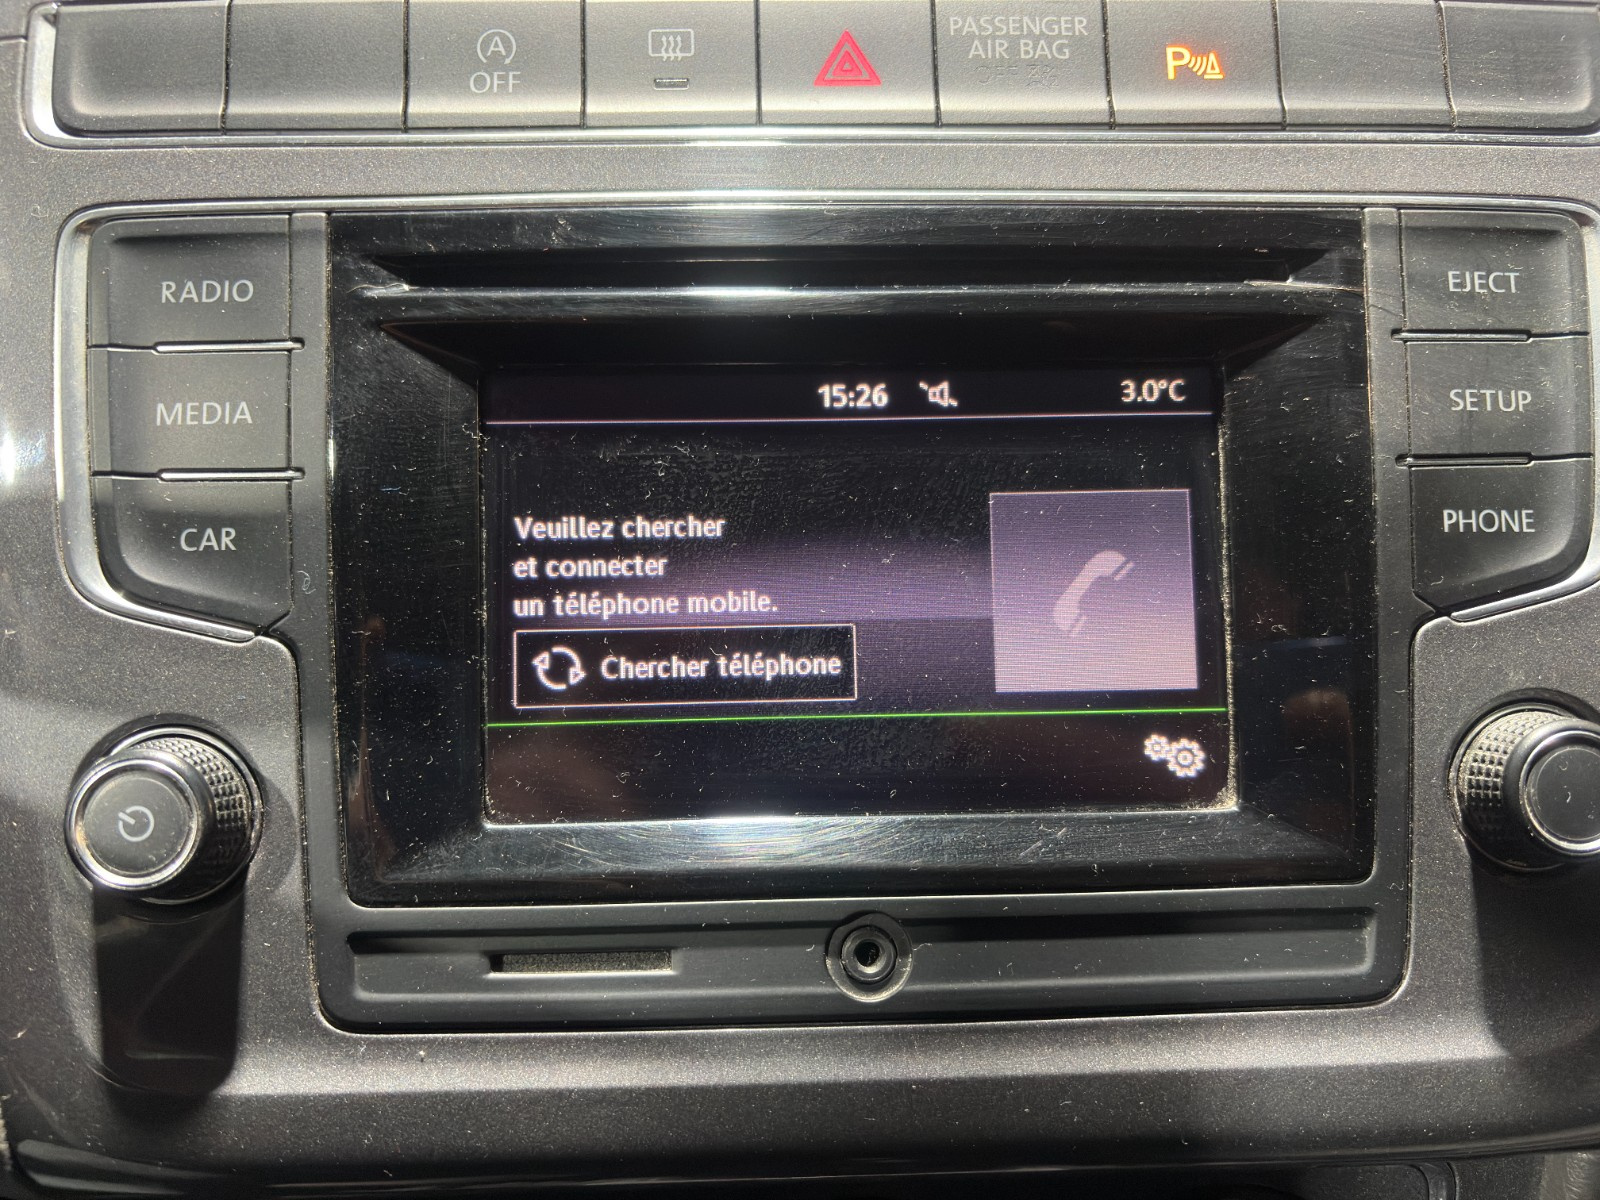 A
OFF
PASSENGER
AIR BAG
P
RADIO
EJECT
15:26
3.0°C
MEDIA
SETUP
CAR
PHONE
Veuillez chercher
et connecter
un téléphone mobile.
Chercher téléphone